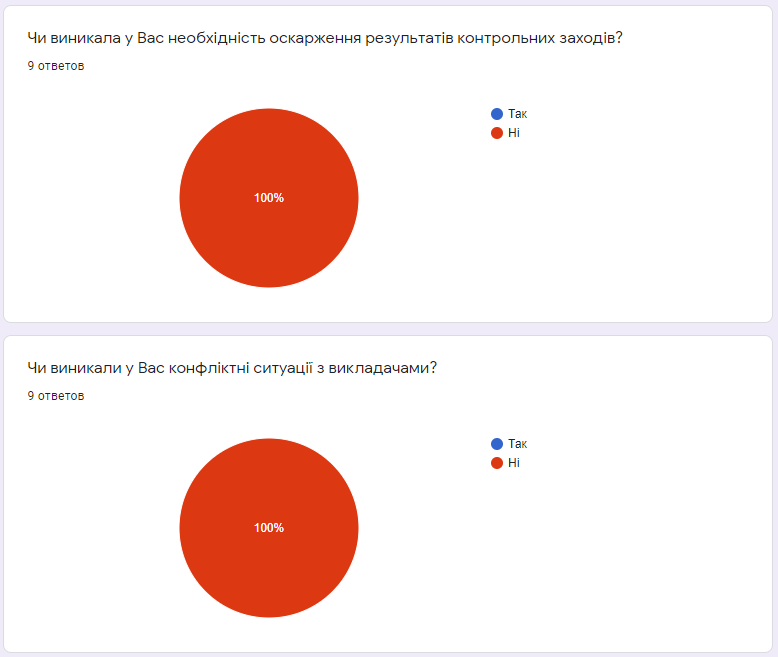 Чи виникала у Вас необхідність оскарження результатів контрольних заходів?
9 ответов
Так
Ні
100%
Чи виникали у Вас конфліктні ситуації з викладачами?
9 ответов
Так
Ні
100%